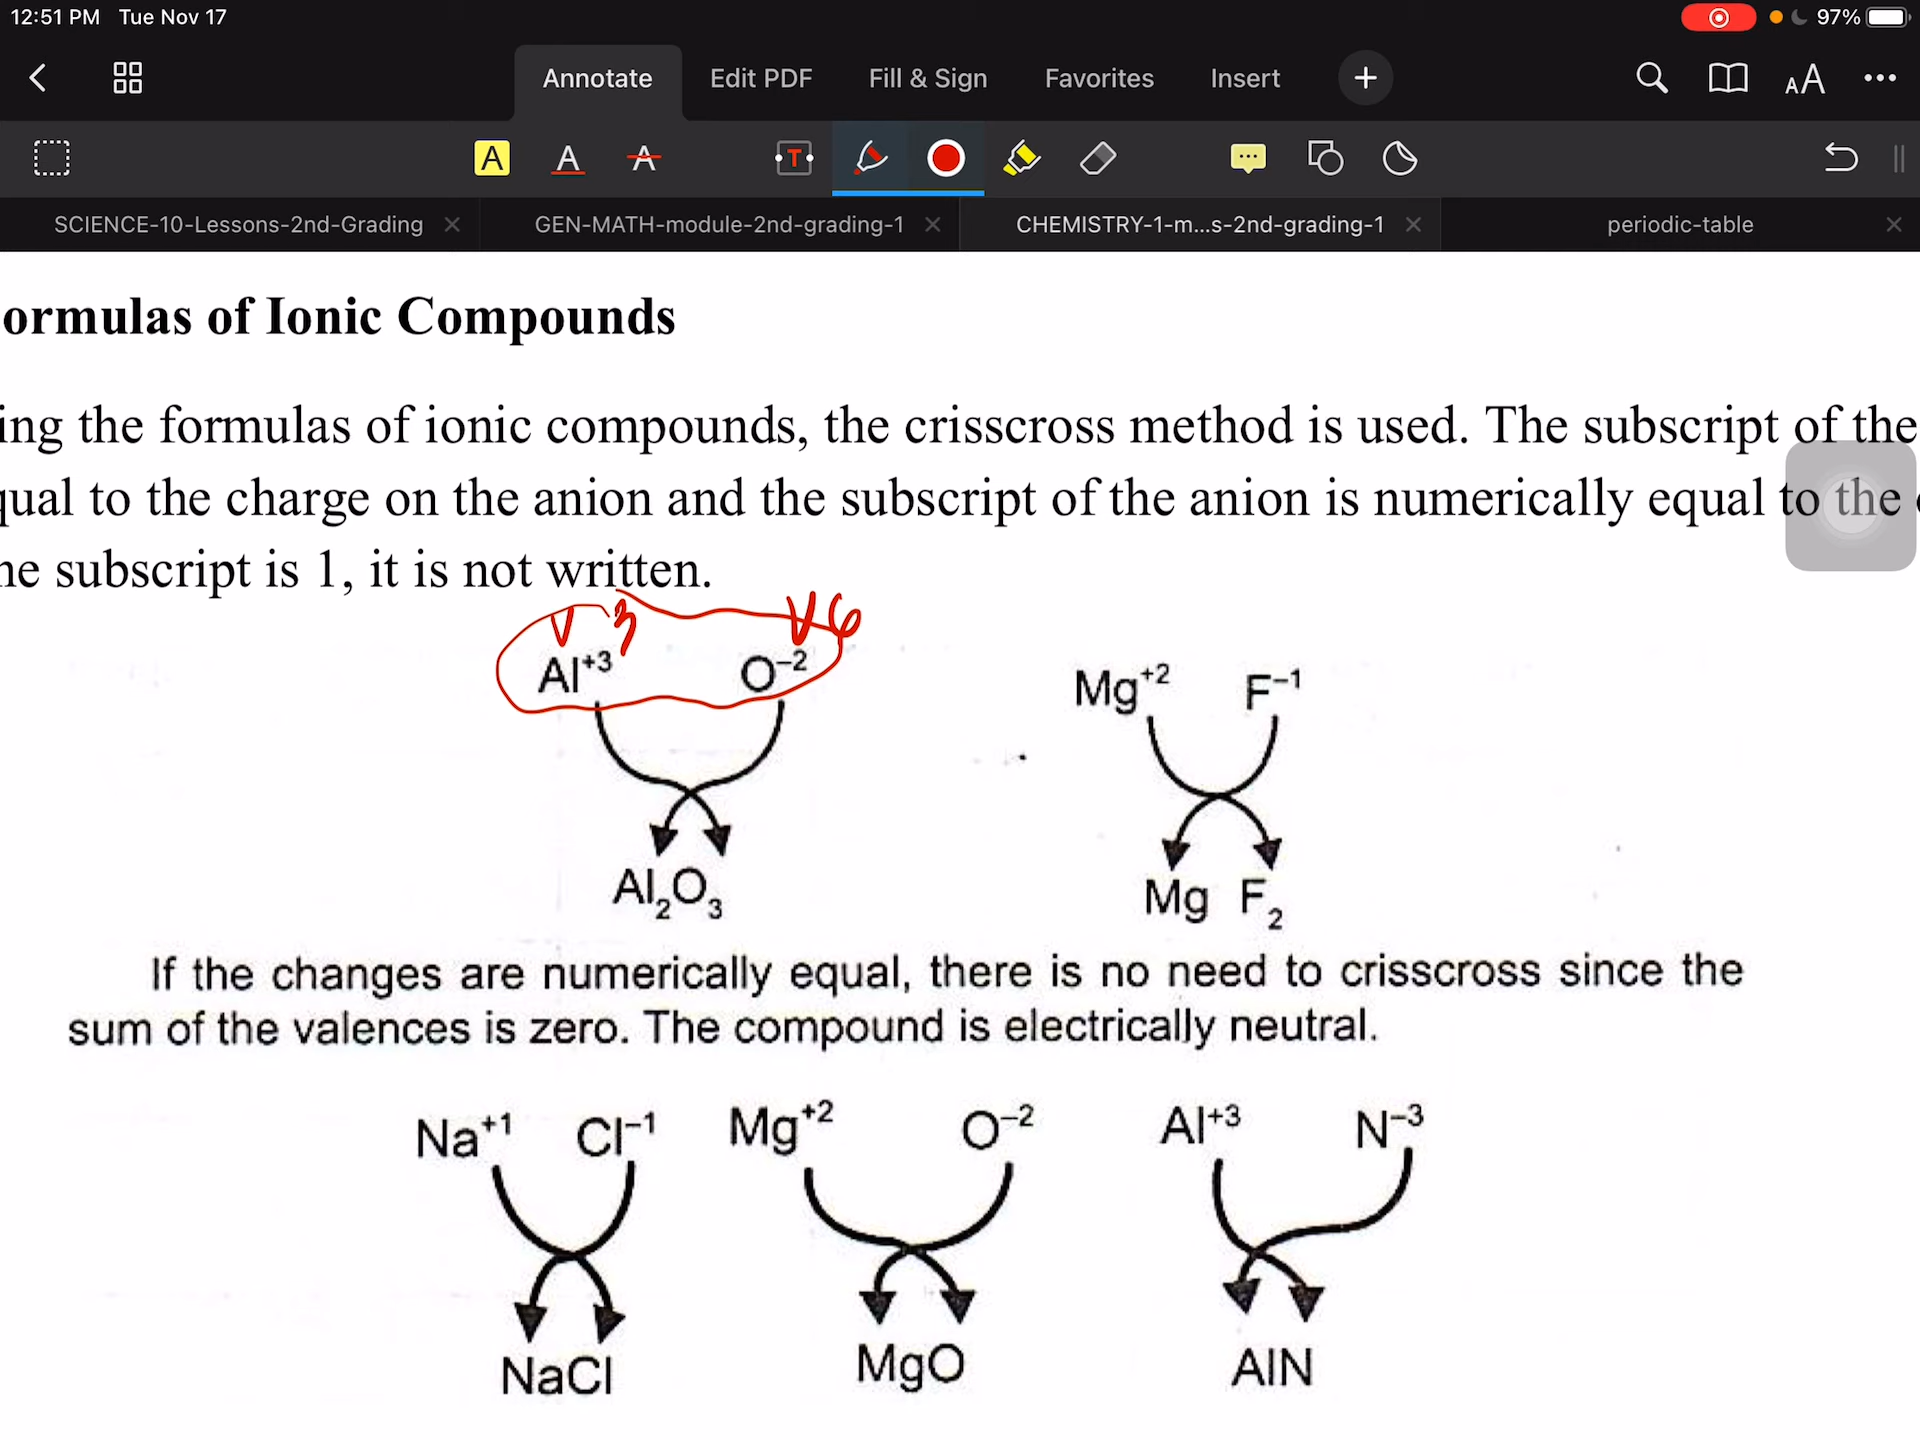 12:51 PM Tue Nov 17
97%
Annotate Edit PDF Fill & Sign Favorites Insert
AA
A A A T
SCIENCE-10-Lessons-2nd-Grading GEN-MATH-module-2nd-grading-1 CHEMISTRY-1-m...s-2nd-grading-1 periodic-table
ormulas of Ionic Compounds
ing the formulas of ionic compounds, the crisscross method is used. The subscript of the
qual to the charge on the anion and the subscript of the anion is numerically equal to the
he subscript is 1, it is not written.
V 3 V6
Al⁺³ O⁻² Mg⁺² F⁻¹
Al₂O₃ Mg F₂
If the changes are numerically equal, there is no need to crisscross since the
sum of the valences is zero. The compound is electrically neutral.
Na⁺¹ Cl⁻¹ Mg⁺² O⁻² Al⁺³ N⁻³
NaCl MgO AlN